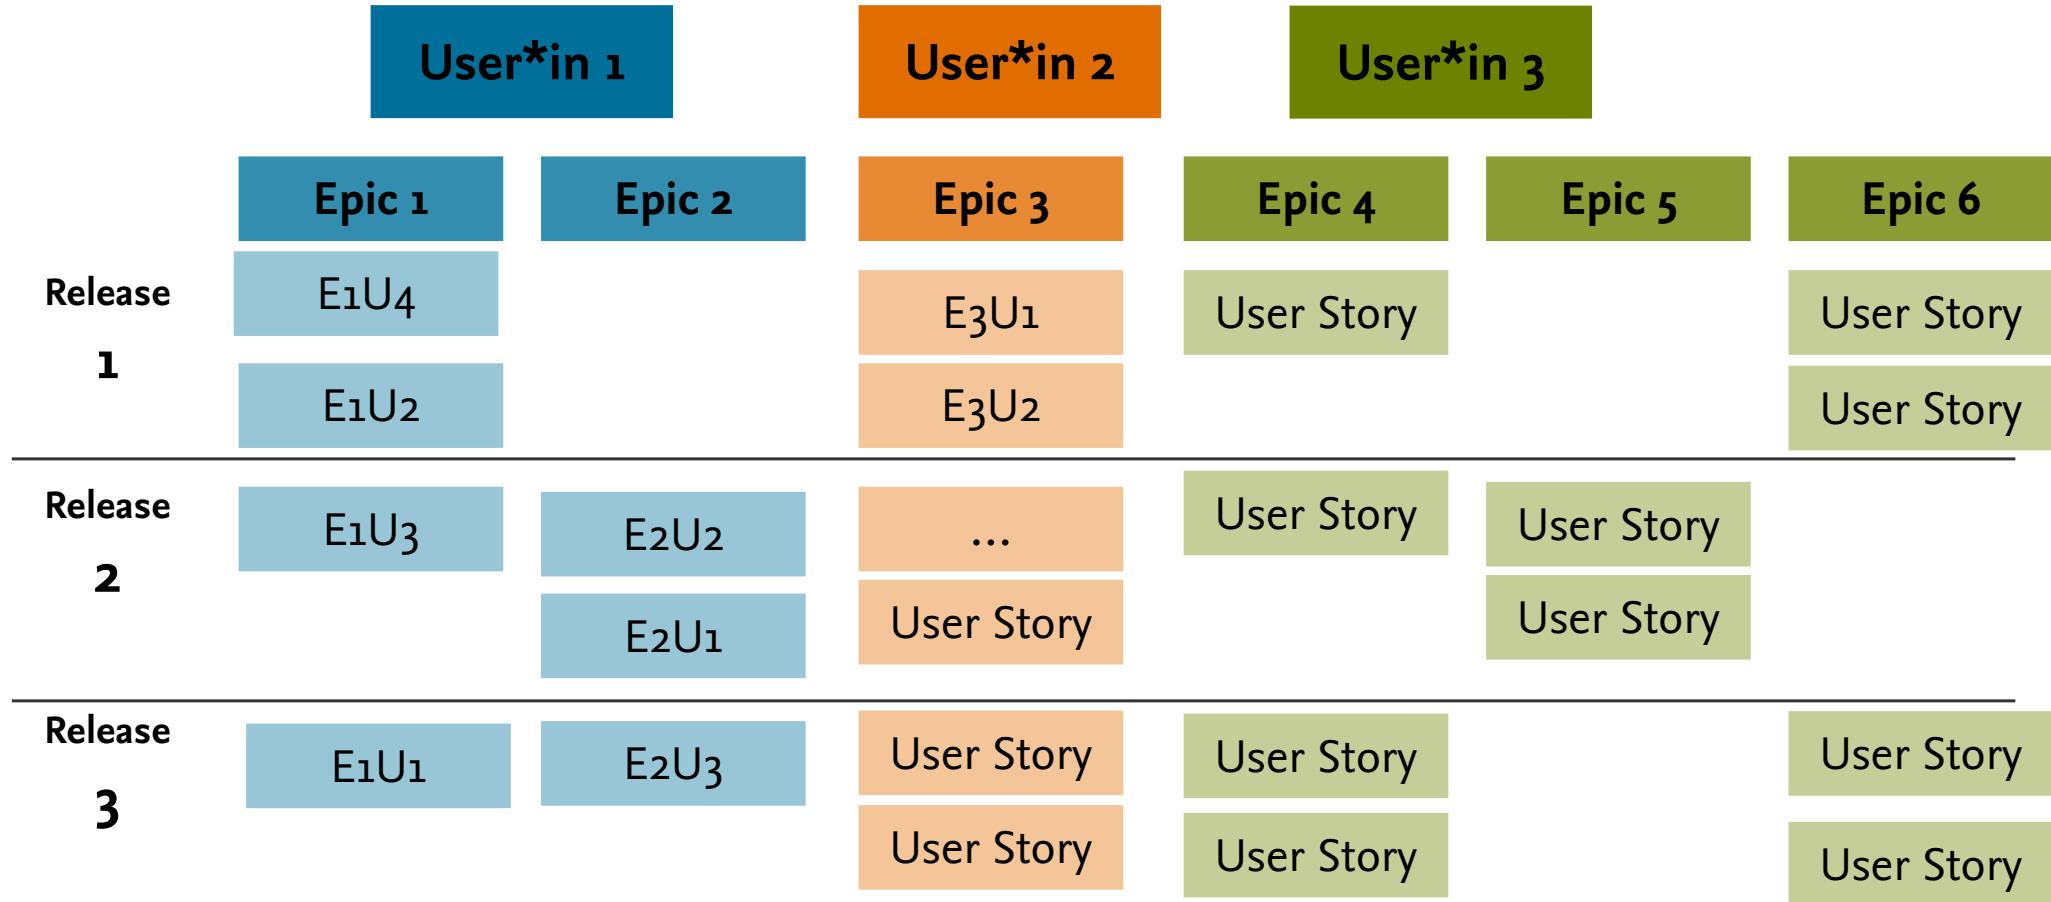 User*in 1
User*in 2
User*in 3
Epic 1
Epic 2
Epic 3
Epic 4
Epic 5
Epic 6
Release
1
E1U4
E3U1
User Story
User Story
E1U2
E3U2
User Story
Release
2
E1U3
E2U2
...
User Story
User Story
E2U1
User Story
User Story
Release
3
E1U1
E2U3
User Story
User Story
User Story
User Story
User Story
User Story